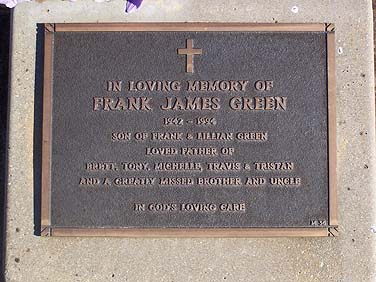 IN LOVING MEMORY OF
FRANK JAMES GREEN
1942 - 1994
SON OF FRANK & LILLIAN GREEN
LOVED FATHER OF
BRETT, TONY, MICHELLE, TRAVIS & TRISTAN
AND A GREATLY MISSED BROTHER AND UNCLE
IN GOD'S LOVING CARE